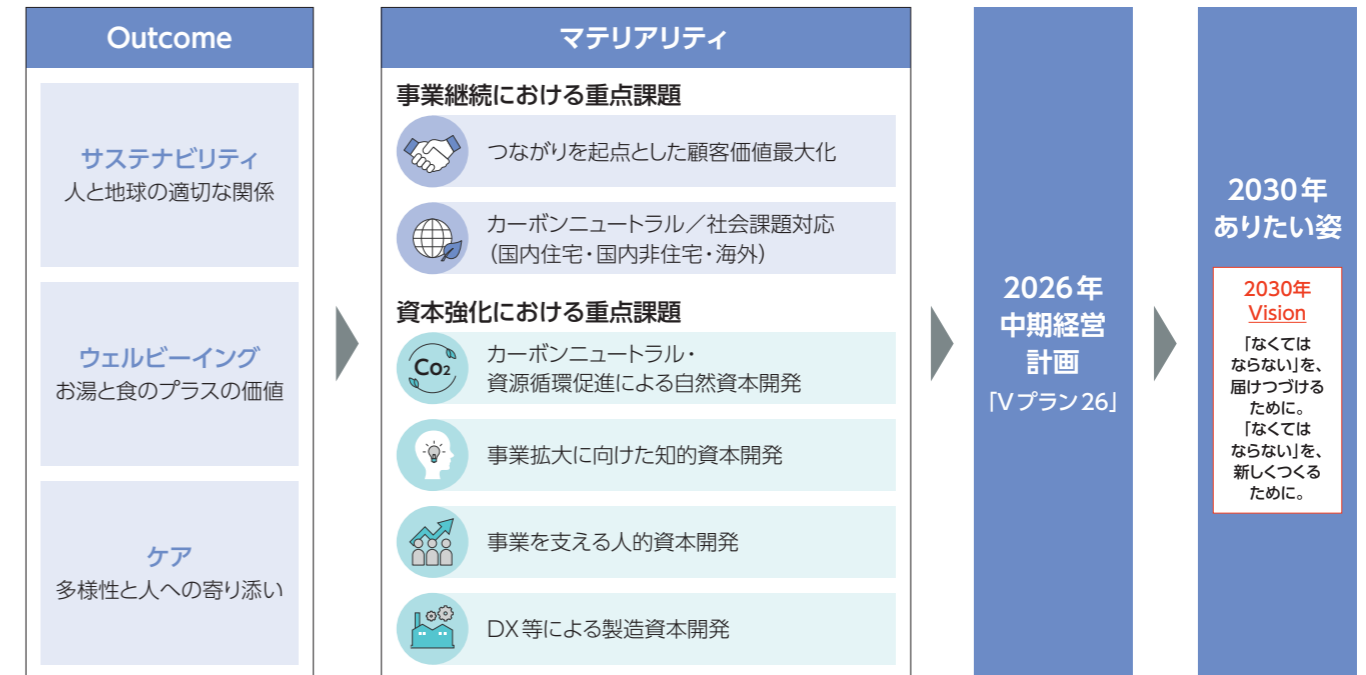 Outcome
サステナビリティ
人と地球の適切な関係
ウェルビーイング
お湯と食のプラスの価値
ケア
多様性と人への寄り添い
マテリアリティ
事業継続における重点課題
つながりを起点とした顧客価値最大化
カーボンニュートラル／社会課題対応
（国内住宅・国内非住宅・海外）
資本強化における重点課題
CO2
カーボンニュートラル・
資源循環促進による自然資本開発
事業拡大に向けた知的資本開発
事業を支える人的資本開発
DX等による製造資本開発
2026年
中期経営
計画
「Vプラン26」
2030年
ありたい姿
2030年
Vision
「なくては
ならない」を、
届けつづける
ために。
「なくては
ならない」を、
新しくつくる
ために。